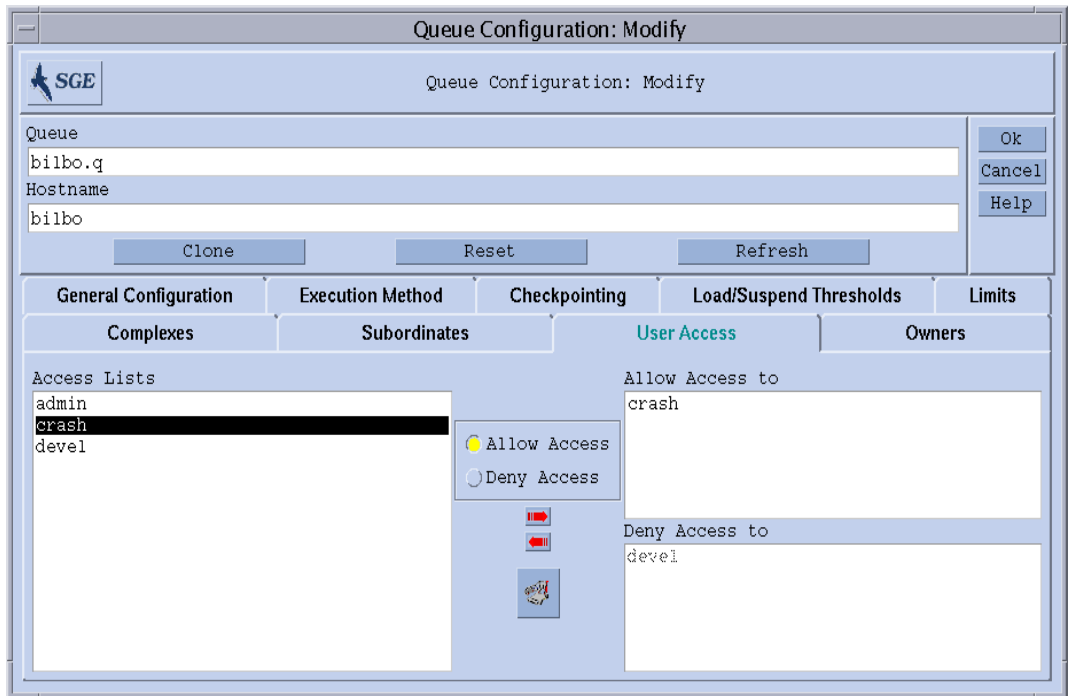 Queue Configuration: Modify
SGE
Queue Configuration: Modify
Queue
bilbo.q
Hostname
bilbo
Ok
Cancel
Help
Clone
Reset
Refresh
General Configuration
Execution Method
Checkpointing
Load/Suspend Thresholds
Limits
Complexes
Subordinates
User Access
Owners
Access Lists
admin
crash
devel
Allow Access
Deny Access
Allow Access to
crash
Deny Access to
devel